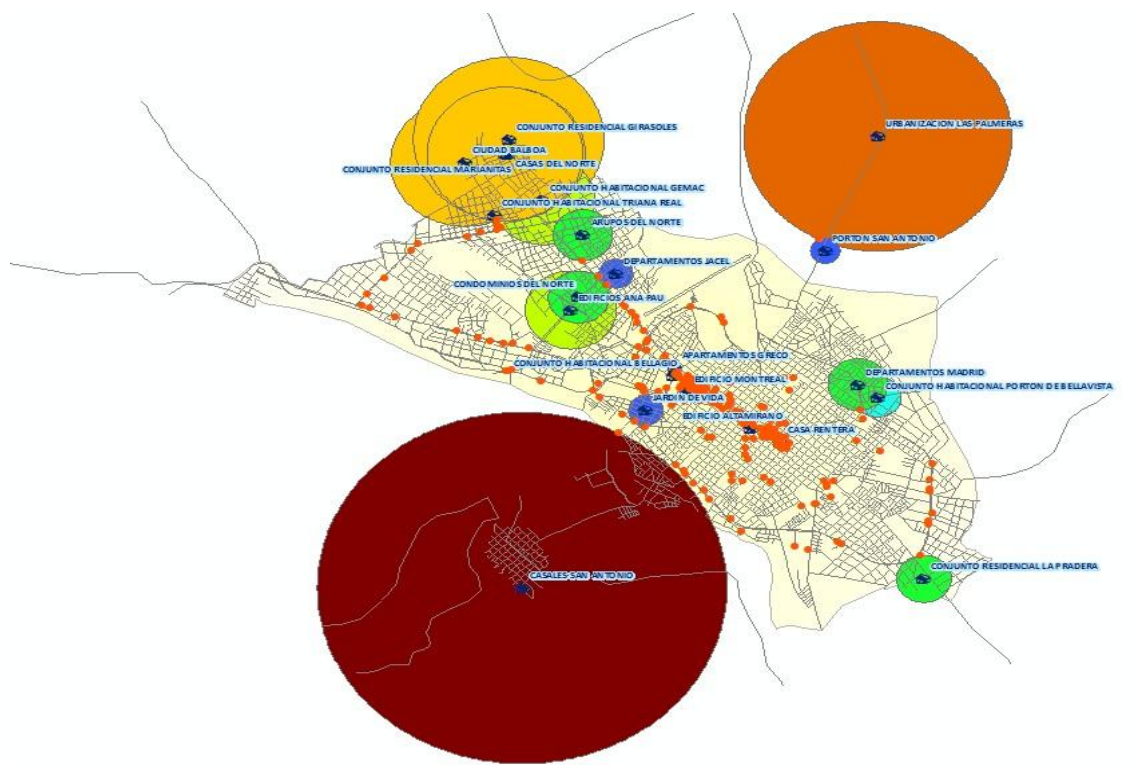 URBANIZACION LAS PALMERAS
CONJUNTO RESIDENCIAL GIRASOLES
CIUDAD BALBOA
CASAS DEL NORTE
CONJUNTO RESIDENCIAL MARIANITAS
CONJUNTO HABITACIONAL GEMAC
CONJUNTO HABITACIONAL TRIANA REAL
ARUPOS DEL NORTE
PORTON SAN ANTONIO
DEPARTAMENTOS JACEL
CONDOMINIOS DEL NORTE
EDIFICIOS ANA PAU
APARTAMENTOS GRECO
CONJUNTO HABITACIONAL BELLAGIO
EDIFICIO MONTREAL
DEPARTAMENTOS MADRID
CONJUNTO HABITACIONAL PORTON DE BELLAVISTA
JARDIN DE VIDA
EDIFICIO ALTAMIRANO
CASA RENTERA
CONJUNTO RESIDENCIAL LA PRADERA
CASALES SAN ANTONIO